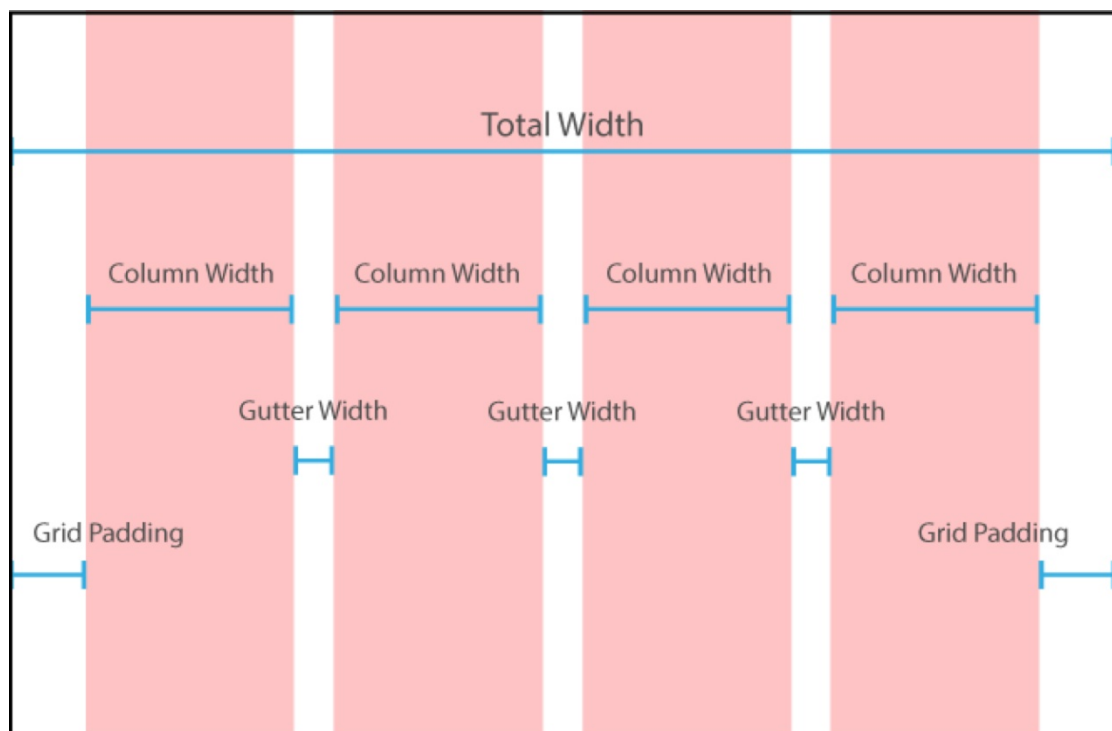 Total Width
Column Width Column Width Column Width Column Width
Gutter Width Gutter Width Gutter Width
Grid Padding Grid Padding